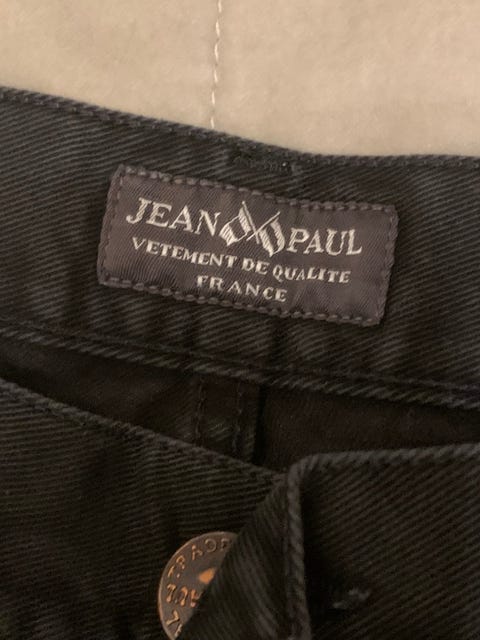 JEAN PAUL
VETEMENT DE QUALITE
FRANCE